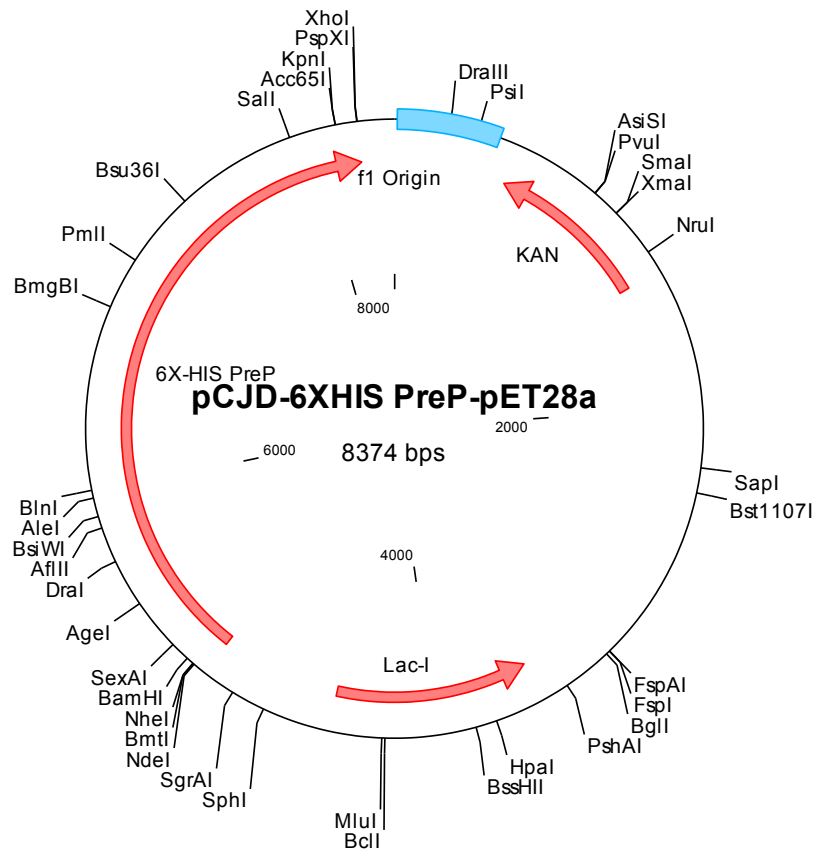 XhoI
PspXI
KpnI
Acc65I
SalI
DraIII
PsiI
AsiSI
PvuI
SmaI
XmaI
NruI
Bsu36I
PmlI
BmgBI
f1 Origin
KAN
I
8000
6X-HIS PreP
pCJD-6XHIS PreP-pET28a
2000
6000
8374 bps
SapI
Bst1107I
BlnI
AleI
BsiWI
AflII
DraI
AgeI
4000
SexAI
BamHI
NheI
BmtI
NdeI
SgrAI
SphI
Lac-I
FspAI
FspI
BglI
PshAI
HpaI
BssHII
MluI
BclI